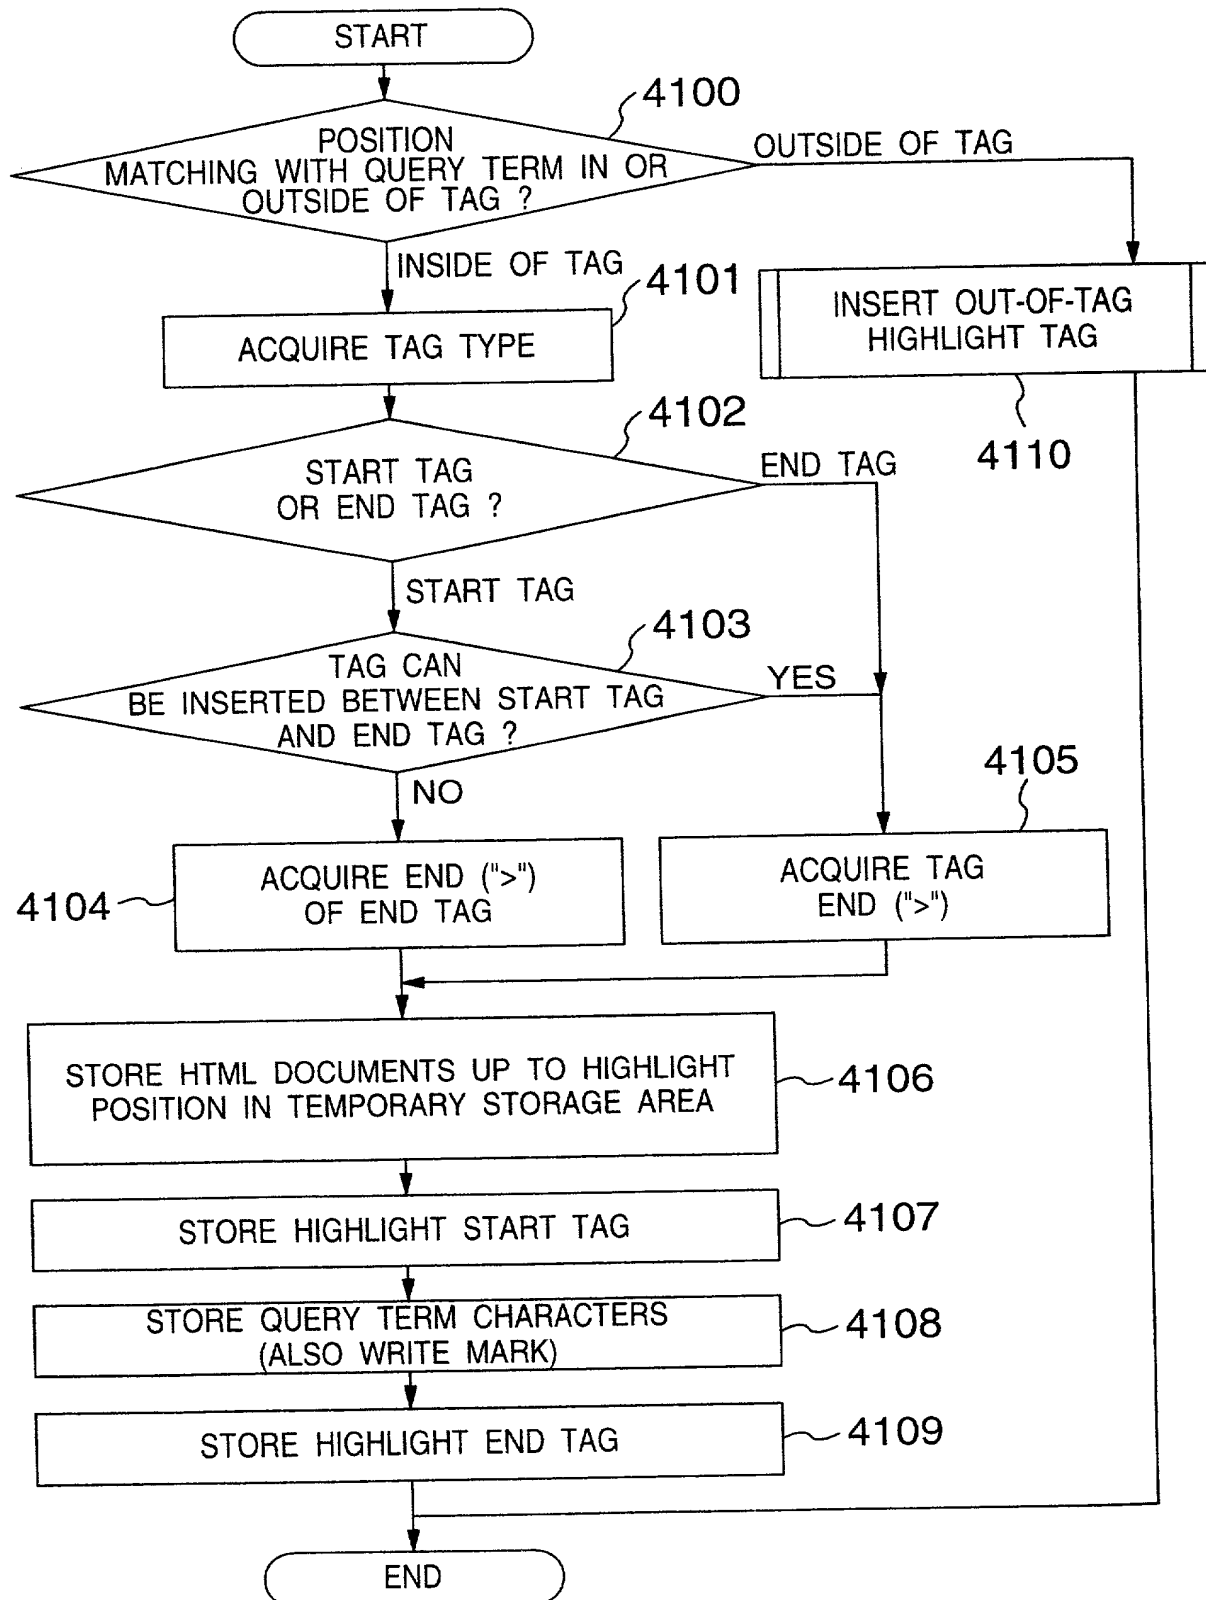 START
4100
POSITION
MATCHING WITH QUERY TERM IN OR
OUTSIDE OF TAG ?
OUTSIDE OF TAG
INSIDE OF TAG
4101
ACQUIRE TAG TYPE
INSERT OUT-OF-TAG
HIGHLIGHT TAG
4110
4102
START TAG
OR END TAG ?
END TAG
START TAG
4103
TAG CAN
BE INSERTED BETWEEN START TAG
AND END TAG ?
YES
NO
4104
ACQUIRE END (">")
OF END TAG
4105
ACQUIRE TAG
END (">")
STORE HTML DOCUMENTS UP TO HIGHLIGHT
POSITION IN TEMPORARY STORAGE AREA
4106
STORE HIGHLIGHT START TAG
4107
STORE QUERY TERM CHARACTERS
(ALSO WRITE MARK)
4108
STORE HIGHLIGHT END TAG
4109
END